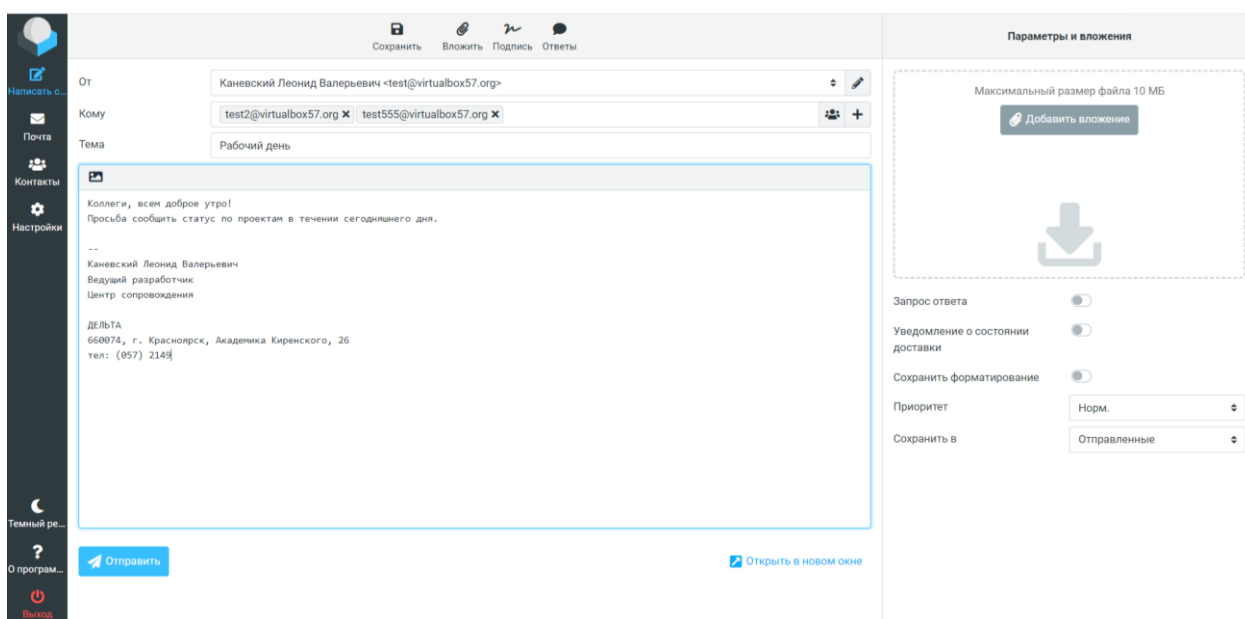 Сохранить Вложить Подпись Ответы
Параметры и вложения
Написать с...
Почта
Контакты
Настройки
Темный ре...
О програм...
Выход
От Каневский Леонид Валерьевич <test@virtualbox57.org>
Кому test2@virtualbox57.org test555@virtualbox57.org
Тема Рабочий день
Коллеги, всем доброе утро!
Просьба сообщить статус по проектам в течении сегодняшнего дня.
--
Каневский Леонид Валерьевич
Ведущий разработчик
Центр сопровождения
ДЕЛЬТА
660074, г. Красноярск, Академика Киренского, 26
тел: (057) 2149
Отправить
Открыть в новом окне
Максимальный размер файла 10 МБ
Добавить вложение
Запрос ответа
Уведомление о состоянии
доставки
Сохранить форматирование
Приоритет Норм.
Сохранить в Отправленные